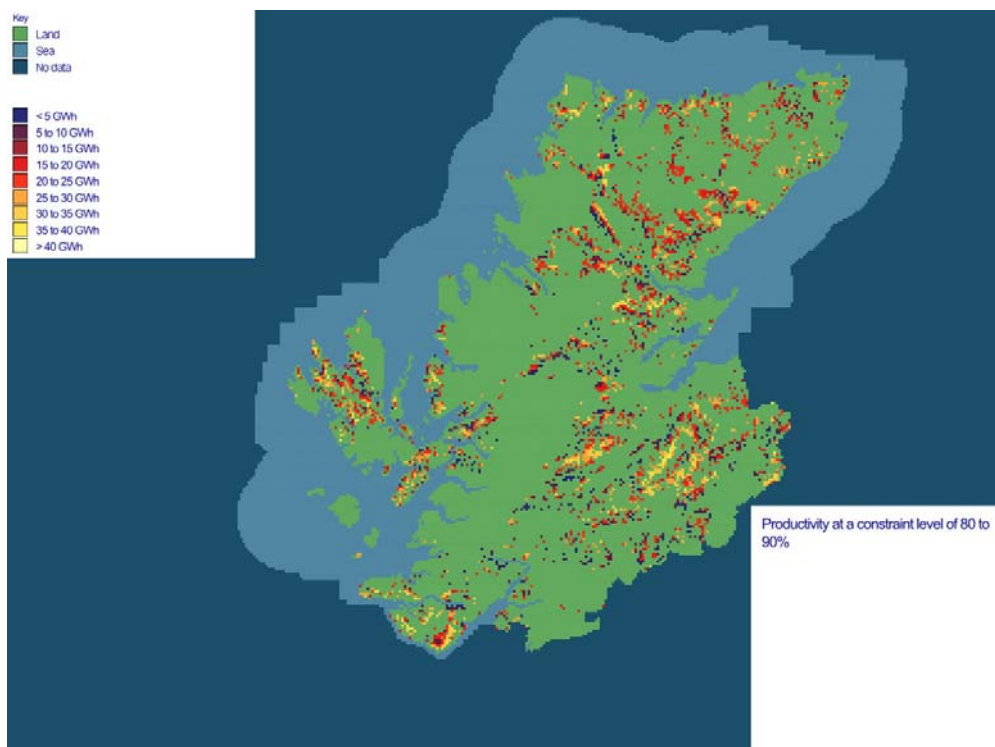 Key
Land
Sea
No data
< 5 GWh
5 to 10 GWh
10 to 15 GWh
15 to 20 GWh
20 to 25 GWh
25 to 30 GWh
30 to 35 GWh
35 to 40 GWh
> 40 GWh
Productivity at a constraint level of 80 to
90%